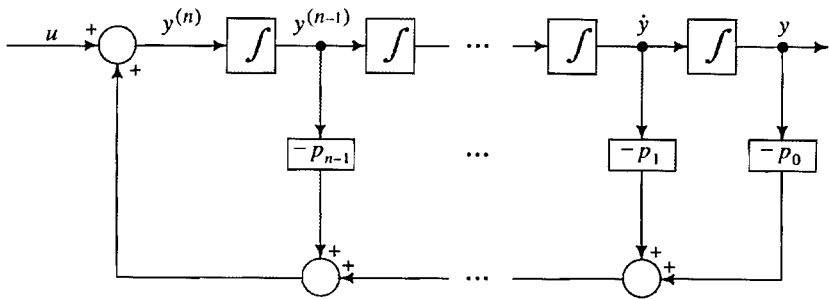 u + y^{(n)} ∫ y^{(n-1)} ∫ ... ∫ ẏ ∫ y
+
-p_{n-1} ... -p_1 -p_0
+ +
+ ... +